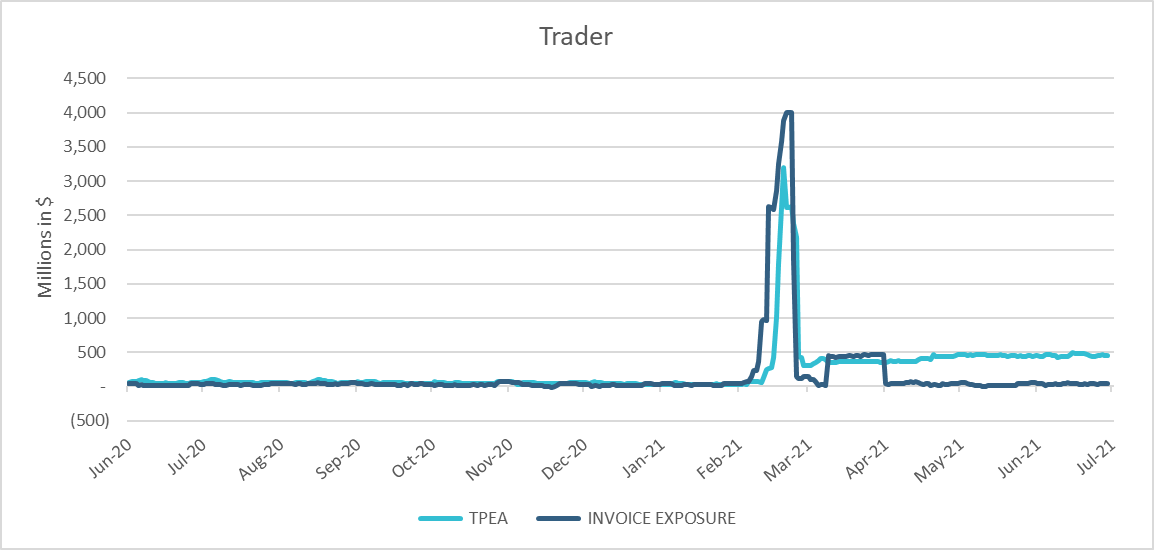 Trader
Millions in $
4,500
4,000
3,500
3,000
2,500
2,000
1,500
1,000
500
-
(500)
Jun-20 Jul-20 Aug-20 Sep-20 Oct-20 Nov-20 Dec-20 Jan-21 Feb-21 Mar-21 Apr-21 May-21 Jun-21 Jul-21
TPEA INVOICE EXPOSURE